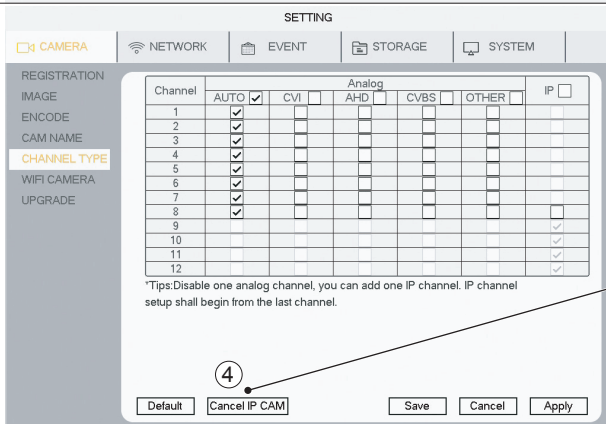 SETTING
CAMERA NETWORK EVENT STORAGE SYSTEM
REGISTRATION
IMAGE
ENCODE
CAM NAME
CHANNEL TYPE
WIFI CAMERA
UPGRADE
Channel Analog IP
AUTO CVI AHD CVBS OTHER
1
2
3
4
5
6
7
8
9
10
11
12
*Tips:Disable one analog channel, you can add one IP channel. IP channel
setup shall begin from the last channel.
4
Default Cancel IP CAM Save Cancel Apply